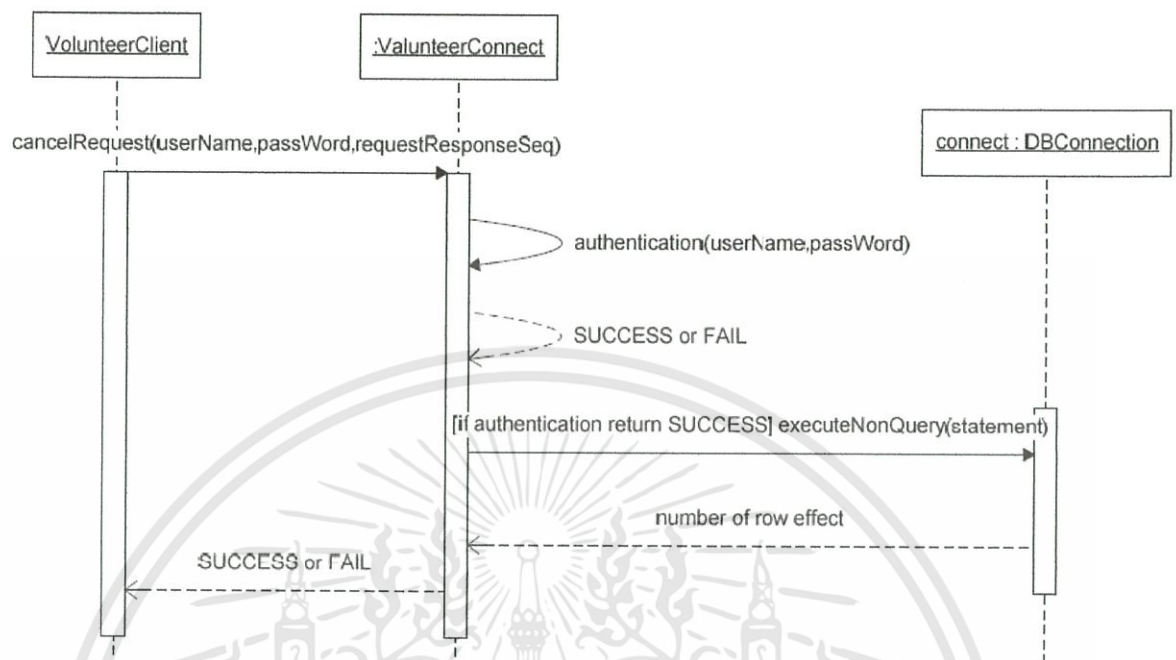 VolunteerClient
:ValunteerConnect
connect : DBConnection
cancelRequest(userName,passWord,requestResponseSeq)
authentication(userName,passWord)
SUCCESS or FAIL
[if authentication return SUCCESS] executeNonQuery(statement)
number of row effect
SUCCESS or FAIL